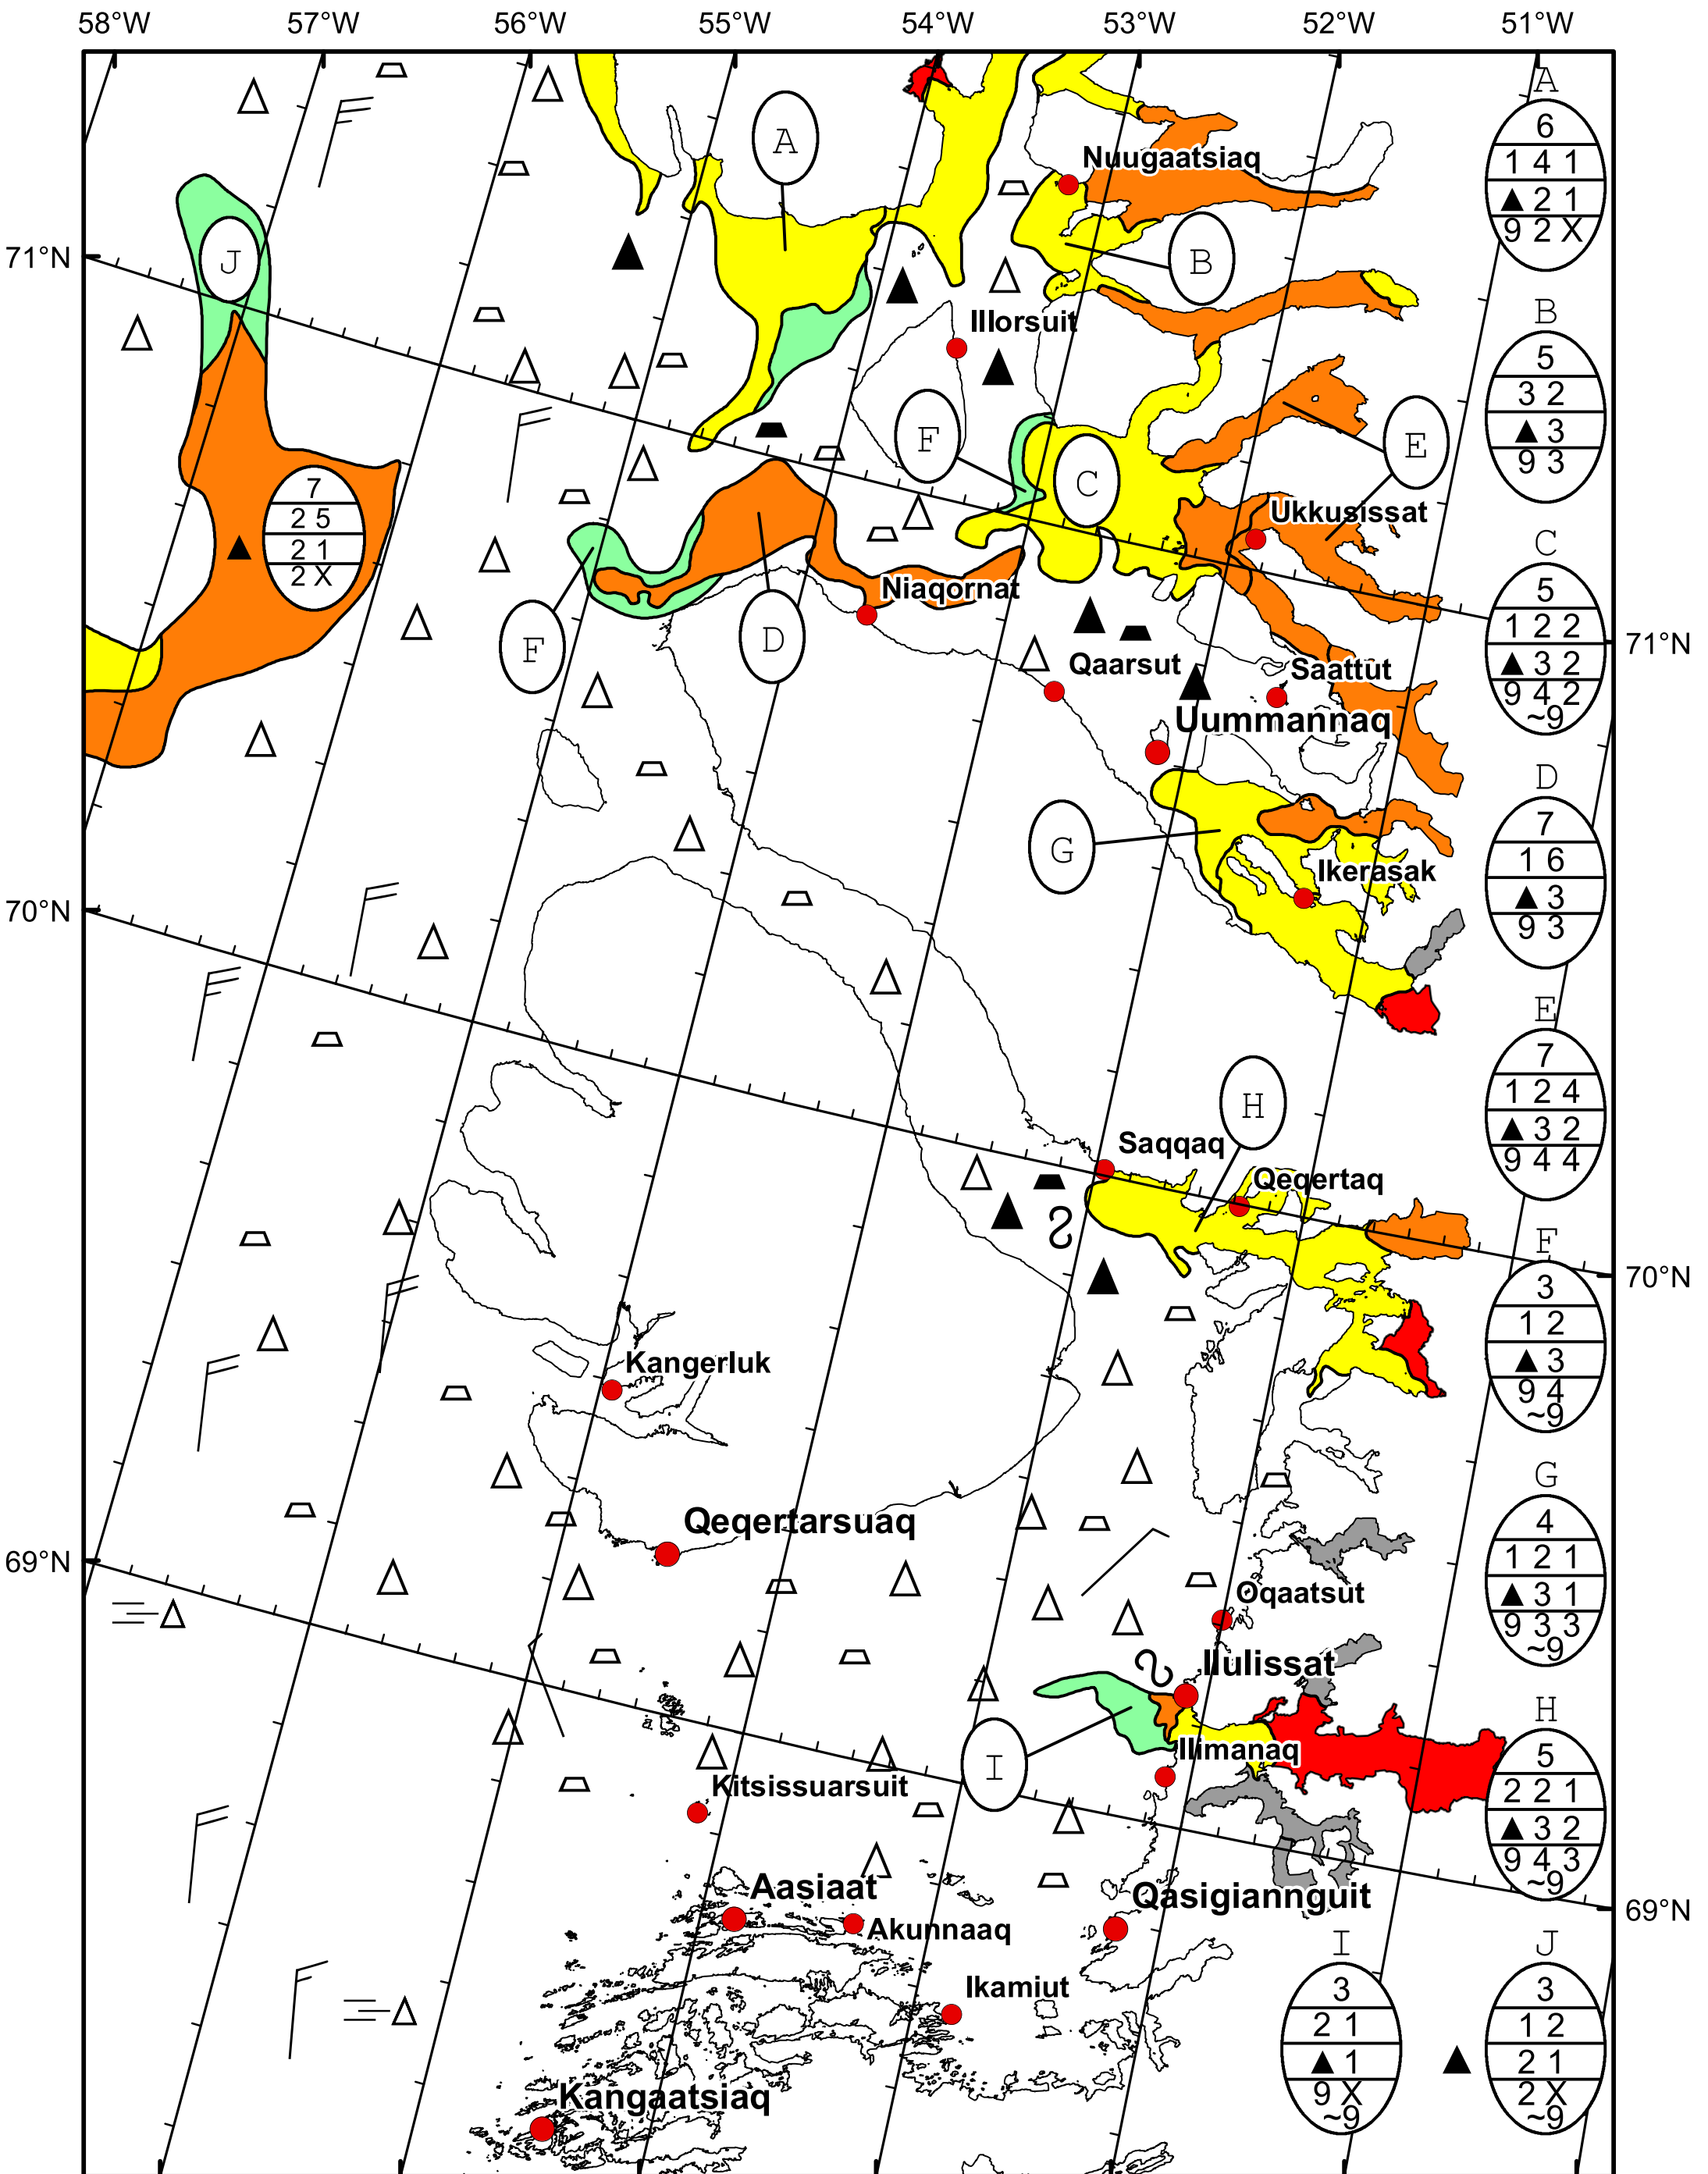 58°W 57°W 56°W 55°W 54°W 53°W 52°W 51°W
A
6
1 4 1
▲ 2 1
9 2 X
A
Nuugaatsiaq
J
B
71°N
B
5
3 2
▲ 3
9 3
Illorsuit
F
C
E
7
2 5
2 1
2 X
Ukkusissat
C
5
1 2 2
▲ 3 2
9 4 2
~9
Niaqornat
F
D
71°N
Qaarsut
Saattut
Uummannaq
D
7
1 6
▲ 3
9 3
G
Ikerasak
70°N
E
7
1 2 4
▲ 3 2
9 4 4
H
Saqqaq
Qeqertaq
F
3
1 2
▲ 3
9 4
~9
70°N
Kangerluk
G
4
1 2 1
▲ 3 1
9 3 3
~9
Qeqertarsuaq
69°N
Oqaatsut
Ilulissat
H
5
2 2 1
▲ 3 2
9 4 3
~9
I
Ilimanaq
Kitsissuarsuit
Aasiaat
Qasigiannguit
69°N
Akunnaaq
I
3
2 1
▲ 1
9 X
~9
J
3
1 2
2 1
2 X
~9
Ikamiut
Kangaatsiaq